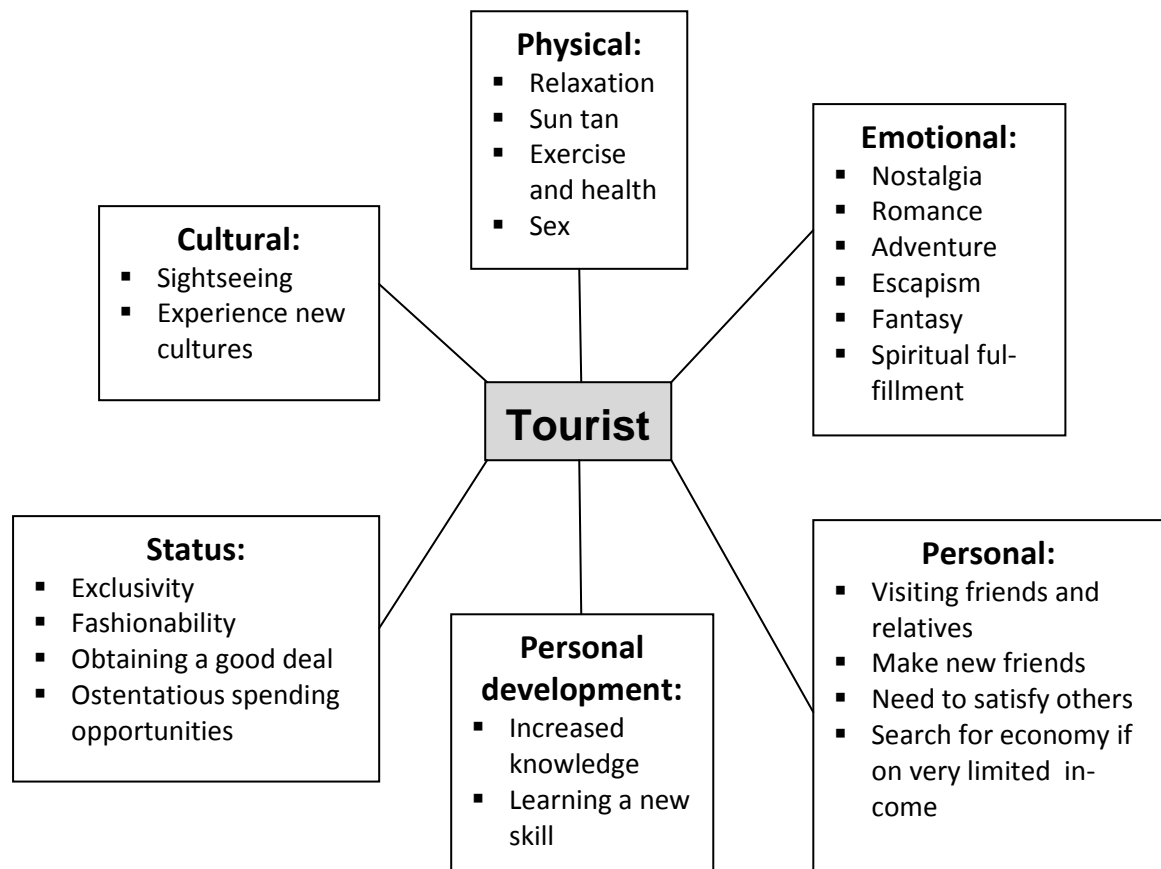 Physical:
▪ Relaxation
▪ Sun tan
▪ Exercise
and health
▪ Sex
Emotional:
▪ Nostalgia
▪ Romance
▪ Adventure
▪ Escapism
▪ Fantasy
▪ Spiritual ful-
fillment
Cultural:
▪ Sightseeing
▪ Experience new
cultures
Tourist
Status:
▪ Exclusivity
▪ Fashionability
▪ Obtaining a good deal
▪ Ostentatious spending
opportunities
Personal
development:
▪ Increased
knowledge
▪ Learning a new
skill
Personal:
▪ Visiting friends and
relatives
▪ Make new friends
▪ Need to satisfy others
▪ Search for economy if
on very limited in-
come